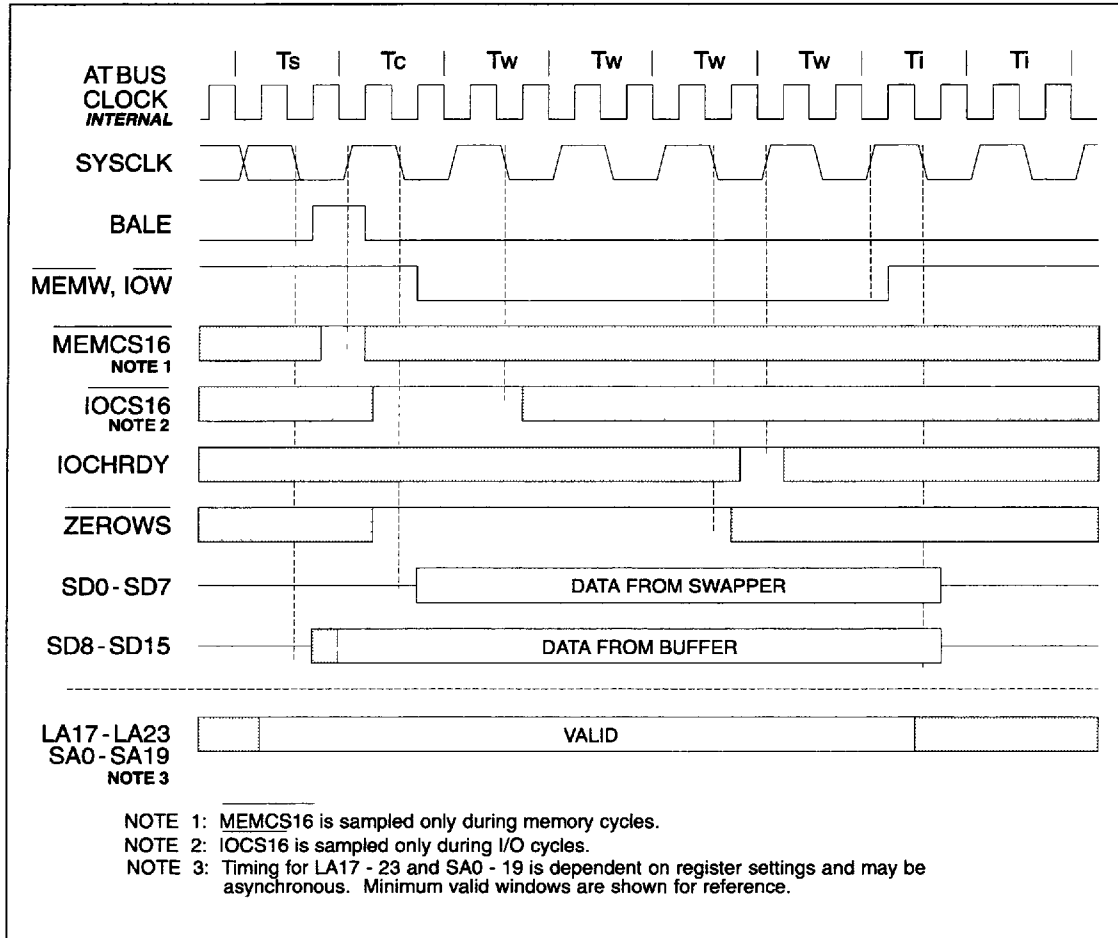 Ts Tc Tw Tw Tw Tw Ti Ti
AT BUS
CLOCK
INTERNAL
SYSCLK
BALE
MEMW, IOW
MEMCS16
NOTE 1
IOCS16
NOTE 2
IOCHRDY
ZEROWS
SD0 - SD7
DATA FROM SWAPPER
SD8 - SD15
DATA FROM BUFFER
LA17 - LA23
SA0 - SA19
NOTE 3
VALID
NOTE 1: MEMCS16 is sampled only during memory cycles.
NOTE 2: IOCS16 is sampled only during I/O cycles.
NOTE 3: Timing for LA17 - 23 and SA0 - 19 is dependent on register settings and may be
asynchronous. Minimum valid windows are shown for reference.